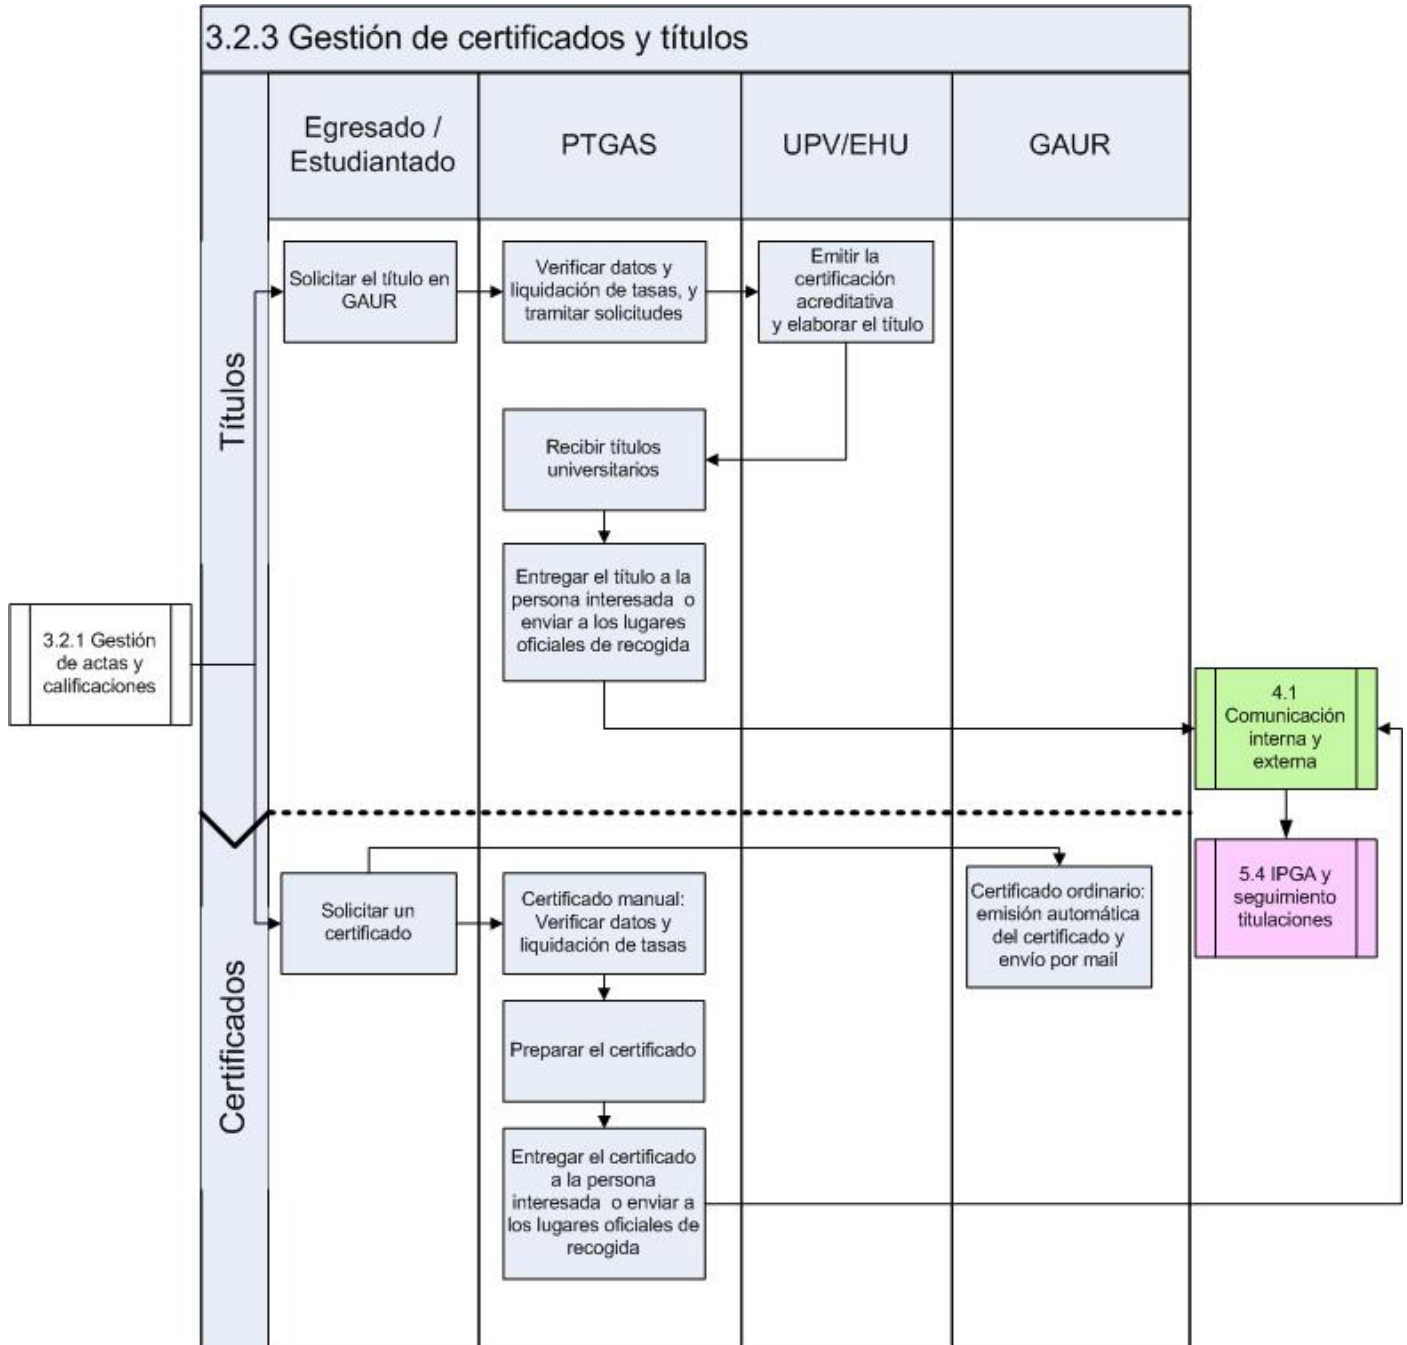 3.2.3 Gestión de certificados y títulos
Egresado /
Estudiantado
PTGAS
UPV/EHU
GAUR
Títulos
Solicitar el título en
GAUR
Verificar datos y
liquidación de tasas, y
tramitar solicitudes
Emitir la
certificación
acreditativa
y elaborar el título
Recibir títulos
universitarios
Entregar el título a la
persona interesada o
enviar a los lugares
oficiales de recogida
3.2.1 Gestión
de actas y
calificaciones
4.1
Comunicación
interna y
externa
5.4 IPGA y
seguimiento
titulaciones
Certificados
Solicitar un
certificado
Certificado manual:
Verificar datos y
liquidación de tasas
Certificado ordinario:
emisión automática
del certificado y
envío por mail
Preparar el certificado
Entregar el certificado
a la persona
interesada o enviar a
los lugares oficiales de
recogida